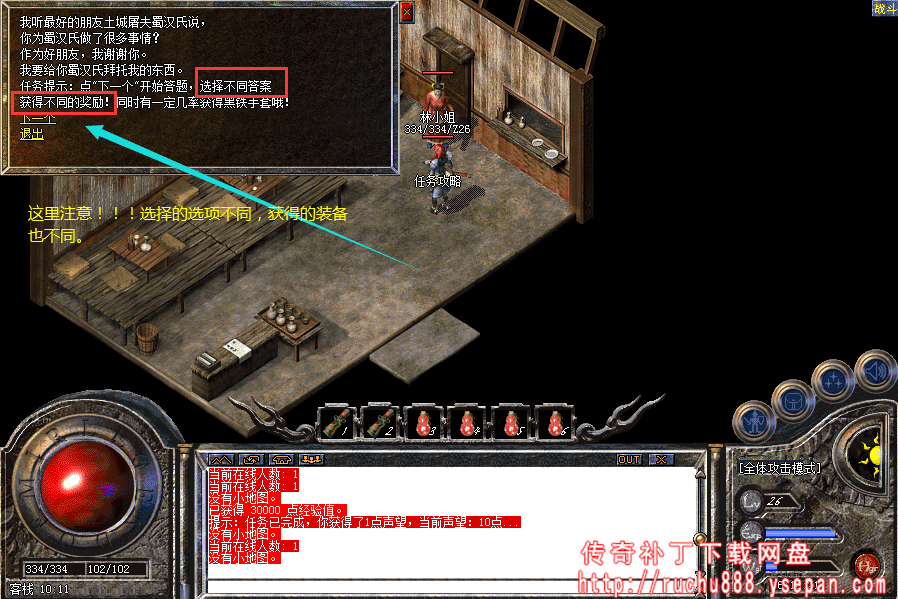 我听最好的朋友土城屠夫蜀汉氏说，
你为蜀汉氏做了很多事情？
作为好朋友，我谢谢你。
我要给你蜀汉氏拜托我的东西。
任务提示：点“下一个”开始答题，选择不同答案
获得不同的奖励！同时有一定几率获得黑铁手套哦！
下一个
退出
战斗
林小姐
334/334/Z26
任务攻略
这里注意！！！选择的选项不同，获得的装备
也不同。
1
2
3
4
5
6
OUT
当前在线人数：1
当前在线人数：1
没有小地图。
已获得 30000 点经验值。
提示：任务已完成，你获得了1点声望，当前声望：10点...
没有小地图。
当前在线人数：1
没有小地图。
[全体攻击模式]
Lv 26
Exp
334/334
102/102
客栈 10:11
传奇补丁下载网盘
http://ruchu888.ysepan.com